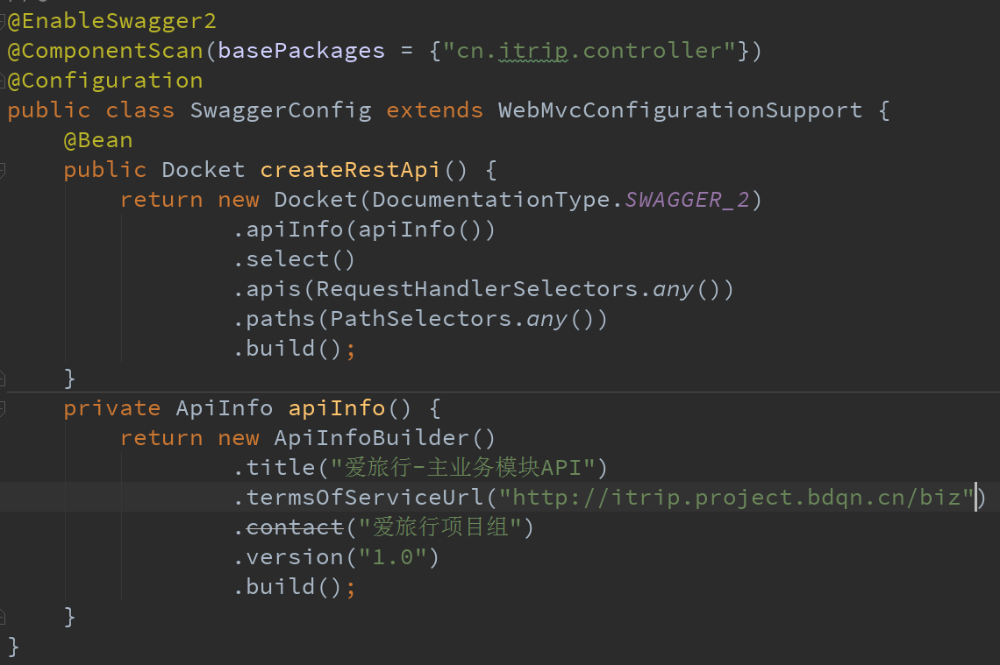 @EnableSwagger2
@ComponentScan(basePackages = {"cn.itrip.controller"})
@Configuration
public class SwaggerConfig extends WebMvcConfigurationSupport {
    @Bean
    public Docket createRestApi() {
        return new Docket(DocumentationType.SWAGGER_2)
                .apiInfo(apiInfo())
                .select()
                .apis(RequestHandlerSelectors.any())
                .paths(PathSelectors.any())
                .build();
    }
    private ApiInfo apiInfo() {
        return new ApiInfoBuilder()
                .title("爱旅行-主业务模块API")
                .termsOfServiceUrl("http://itrip.project.bdqn.cn/biz")
                .contact("爱旅行项目组")
                .version("1.0")
                .build();
    }
}